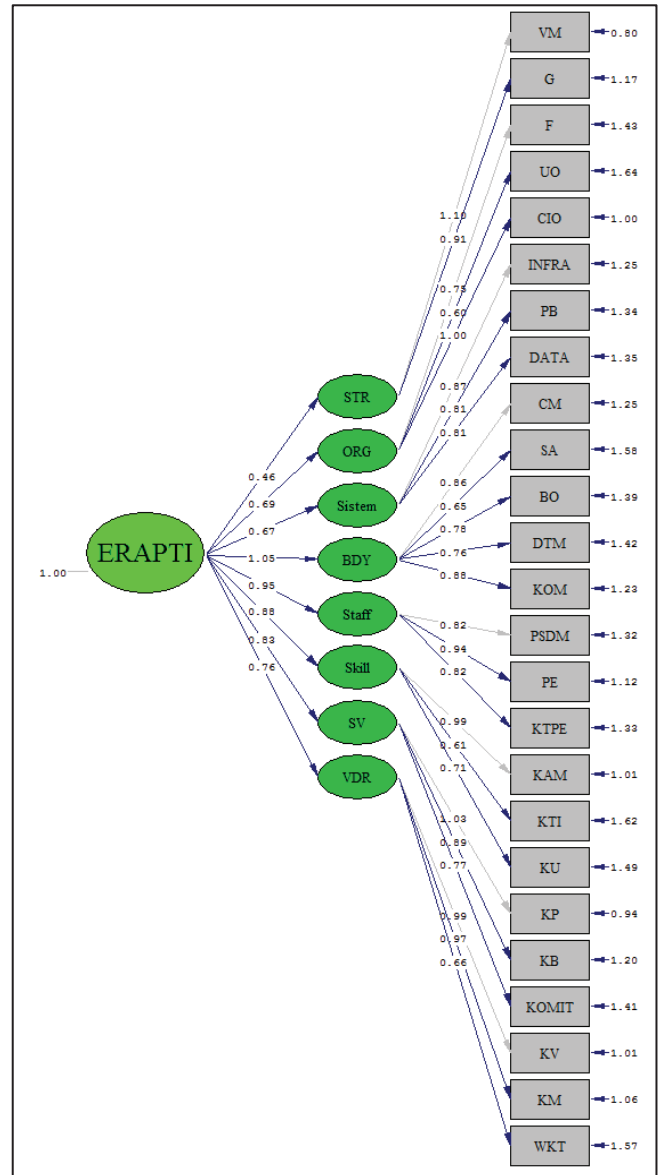 VM 0.80
G 1.17
F 1.43
UO 1.64
CIO 1.00
INFRA 1.25
PB 1.34
DATA 1.35
CM 1.25
SA 1.58
BO 1.39
DTM 1.42
KOM 1.23
PSDM 1.32
PE 1.12
KTPE 1.33
KAM 1.01
KTI 1.62
KU 1.49
KP 0.94
KB 1.20
KOMIT 1.41
KV 1.01
KM 1.06
WKT 1.57
1.10
0.91
0.75
0.60
1.00
0.87
0.81
0.81
0.86
0.65
0.78
0.76
0.88
0.82
0.94
0.82
0.99
0.61
0.71
1.03
0.89
0.77
0.99
0.97
0.66
STR
ORG
Sistem
BDY
Staff
Skill
SV
VDR
0.46
0.69
0.67
1.05
0.95
0.88
0.83
0.76
ERAPTI
1.00